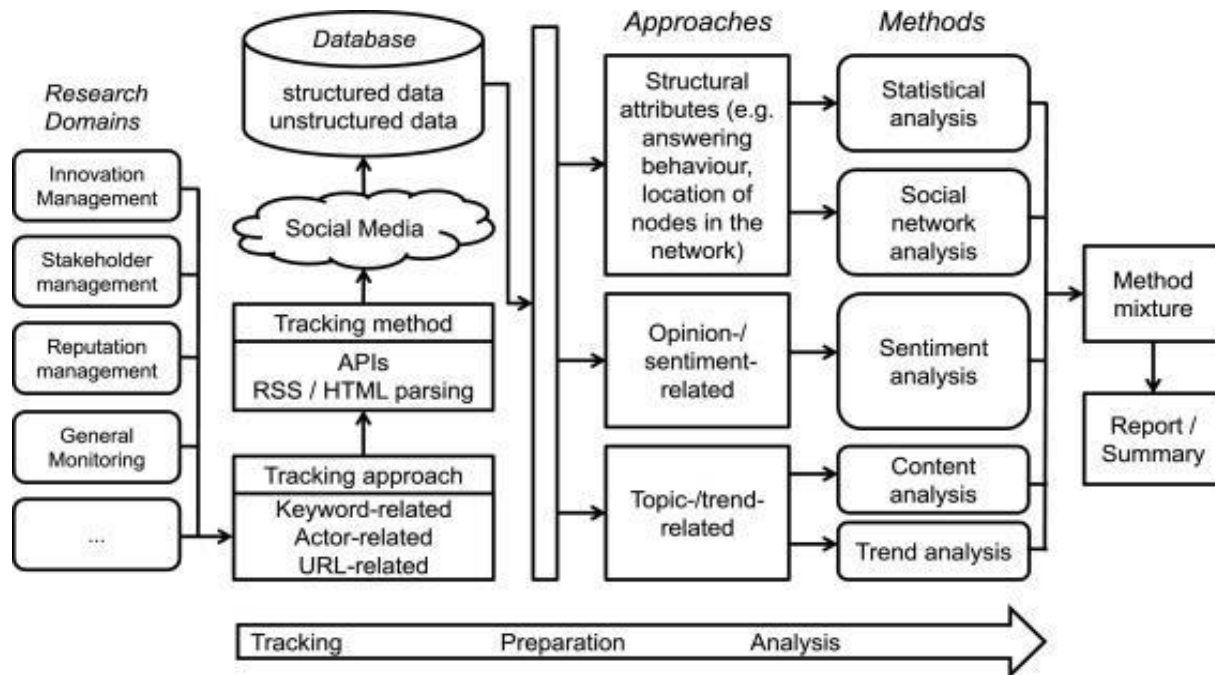 Research
Domains
Innovation
Management
Stakeholder
management
Reputation
management
General
Monitoring
...
Database
structured data
unstructured data
Social Media
Tracking method
APIs
RSS / HTML parsing
Tracking approach
Keyword-related
Actor-related
URL-related
Approaches
Structural
attributes (e.g.
answering
behaviour,
location of
nodes in the
network)
Opinion-/
sentiment-
related
Topic-/trend-
related
Methods
Statistical
analysis
Social
network
analysis
Sentiment
analysis
Content
analysis
Trend analysis
Method
mixture
Report /
Summary
Tracking Preparation Analysis